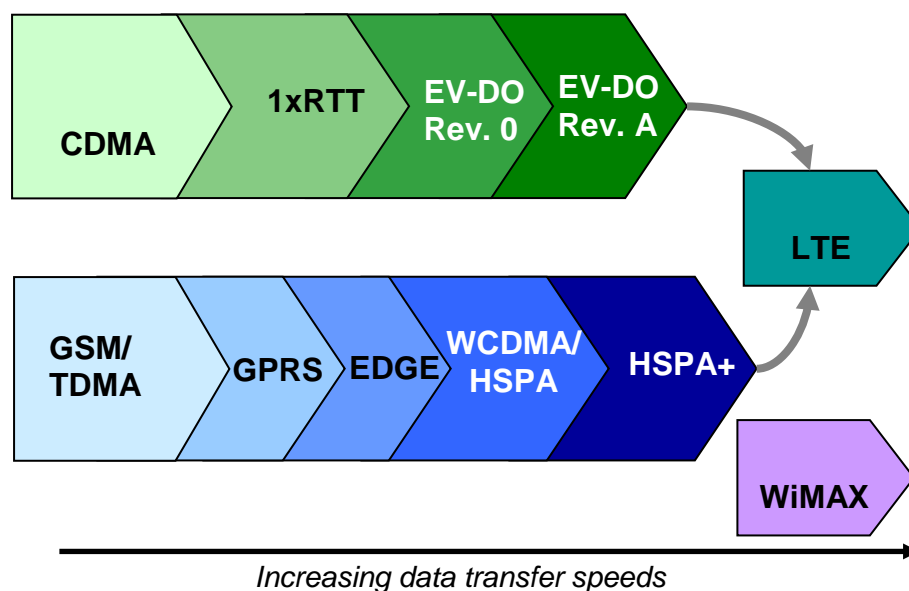 CDMA
1xRTT
EV-DO
Rev. 0
EV-DO
Rev. A
LTE
GSM/
TDMA
GPRS
EDGE
WCDMA/
HSPA
HSPA+
WiMAX
Increasing data transfer speeds